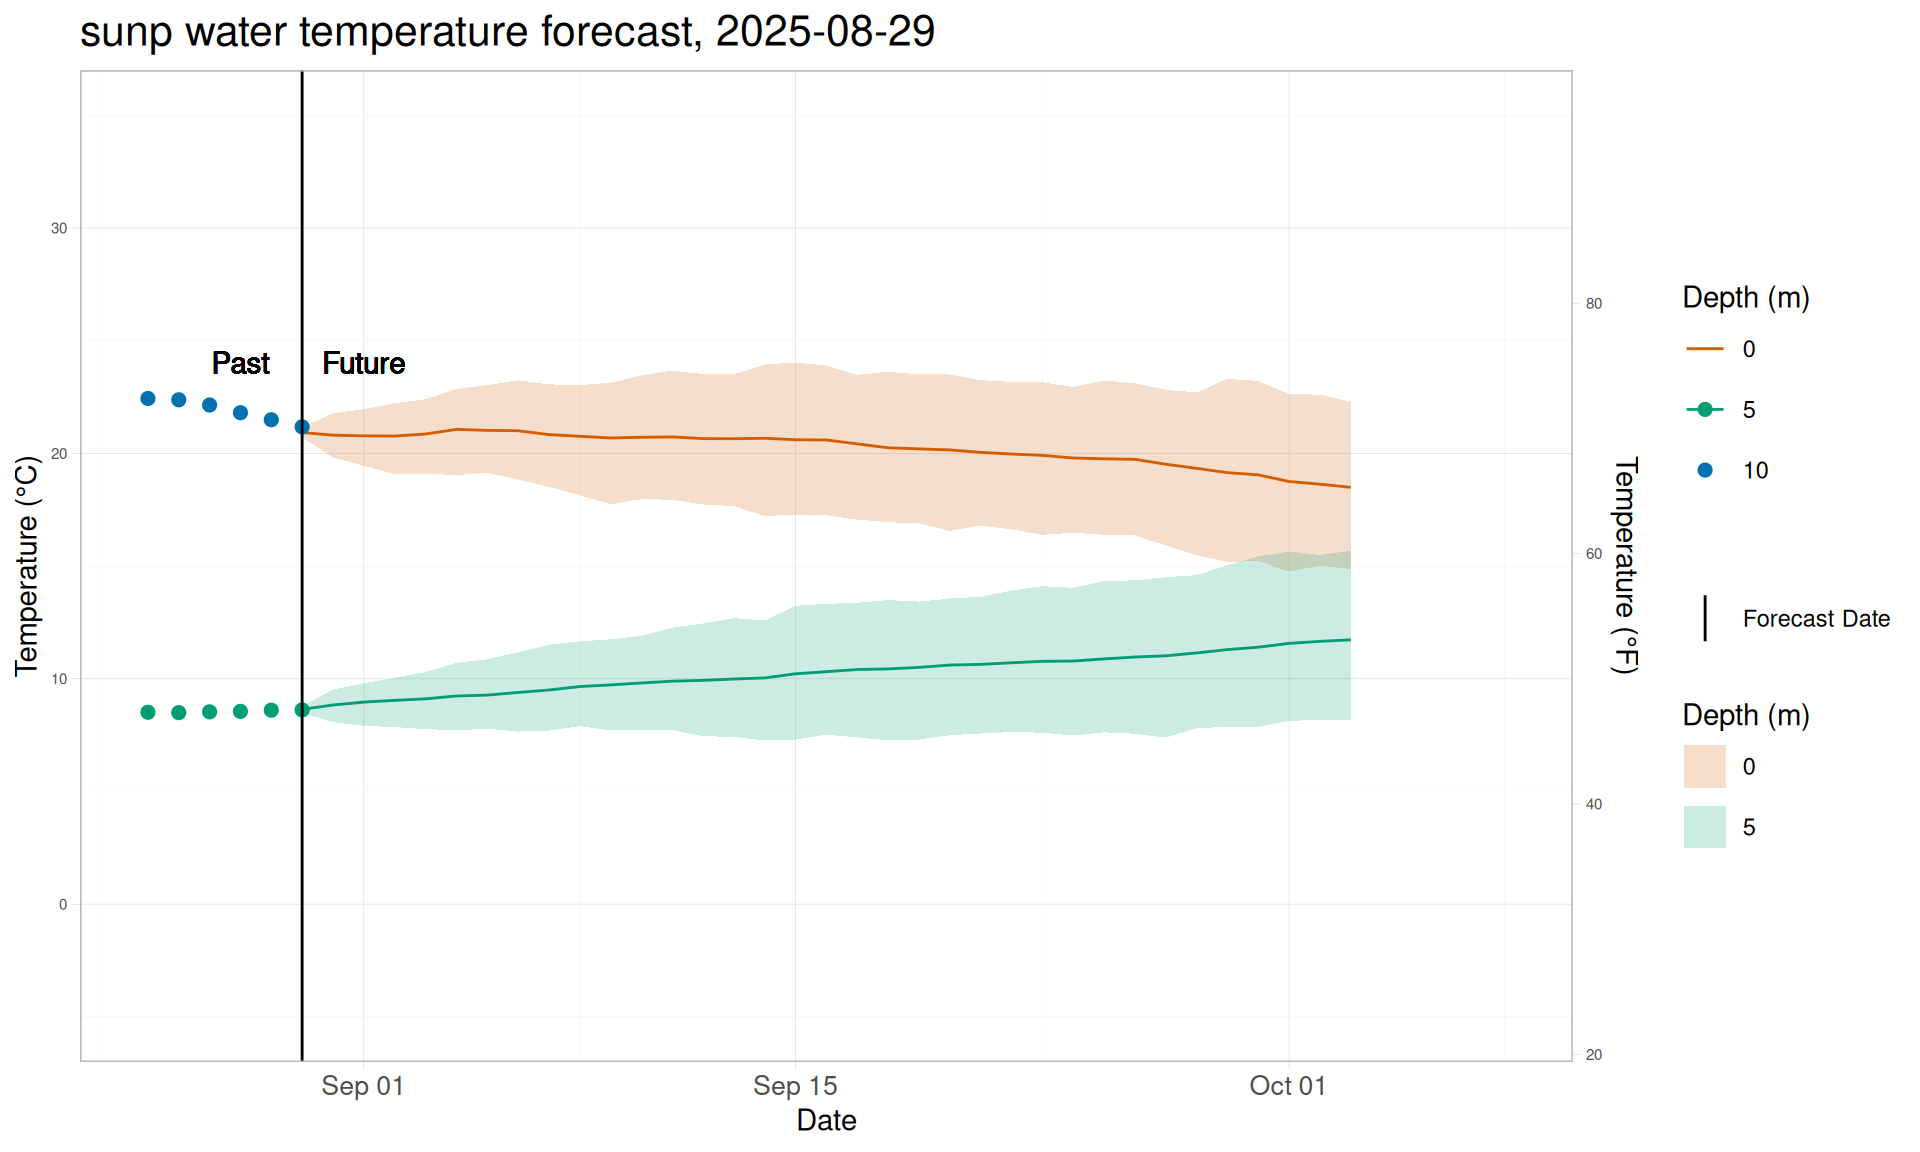 sunp water temperature forecast, 2025-08-29
Past Future
30
20
10
0
Temperature (°C)
80
60
40
20
Temperature (°F)
Sep 01 Sep 15 Oct 01
Date
Depth (m)
0
5
10
Forecast Date
Depth (m)
0
5